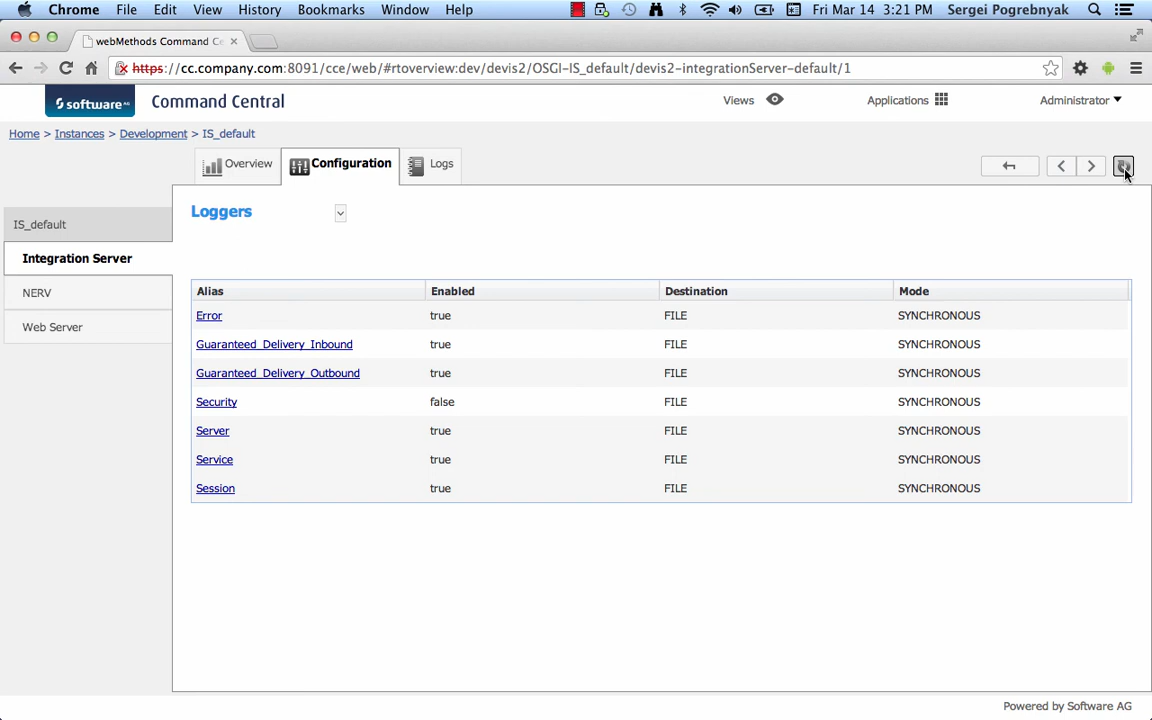 Chrome File Edit View History Bookmarks Window Help Fri Mar 14 3:21 PM Sergei Pogrebnyak
webMethods Command Ce
https://cc.company.com:8091/cce/web/#rtoverview:dev/devis2/OSGI-IS_default/devis2-integrationServer-default/1
software AG Command Central Views Applications Administrator
Home > Instances > Development > IS_default
Overview Configuration Logs
Loggers
IS_default
Integration Server
NERV
Web Server
Alias Enabled Destination Mode
Error true FILE SYNCHRONOUS
Guaranteed_Delivery_Inbound true FILE SYNCHRONOUS
Guaranteed_Delivery_Outbound true FILE SYNCHRONOUS
Security false FILE SYNCHRONOUS
Server true FILE SYNCHRONOUS
Service true FILE SYNCHRONOUS
Session true FILE SYNCHRONOUS
Powered by Software AG